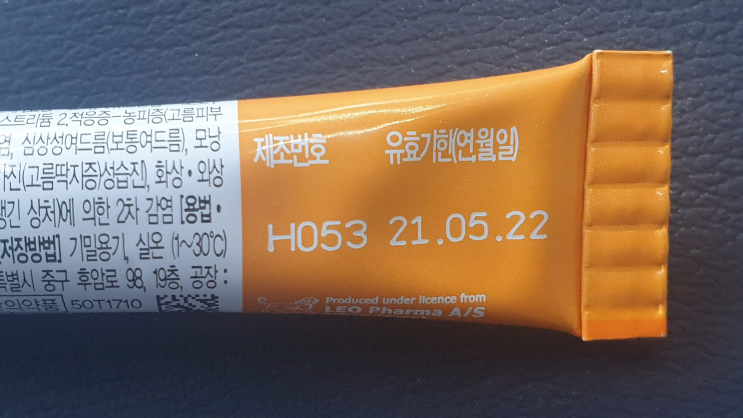 스트리튬 2.적응증-농피증(고름피부
염, 심상성여드름(보통여드름), 모낭
가진(고름딱지증/성습진), 화상·외상
생긴 상처)에 의한 2차 감염 [용법·
[저장방법] 기밀용기, 실온 (1~30℃)
특별시 중구 후암로 98, 19층, 공장 :
의약품 50T1710
제조번호 유효기한(연,월,일)
H053 21.05.22
Produced under licence from
LEO Pharma A/S